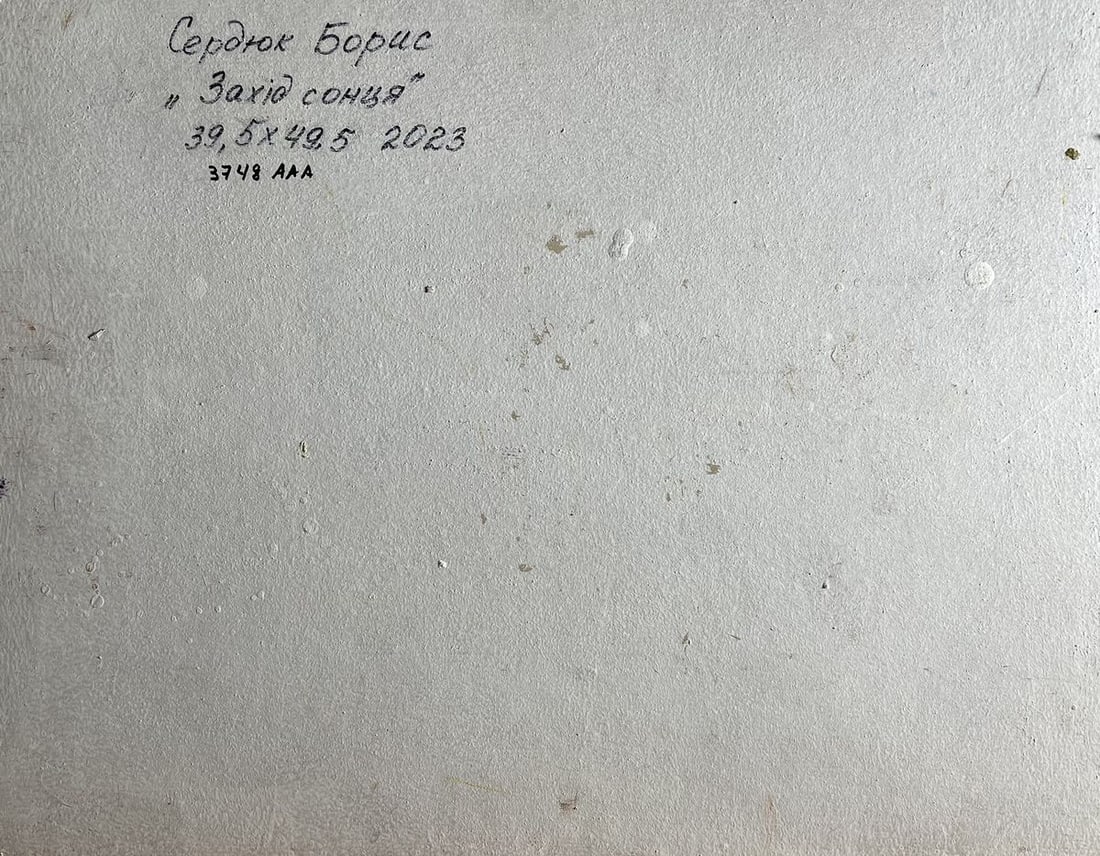 Сердюк Борис
„Захід сонця"
39,5х49,5 2023
3748 ААА